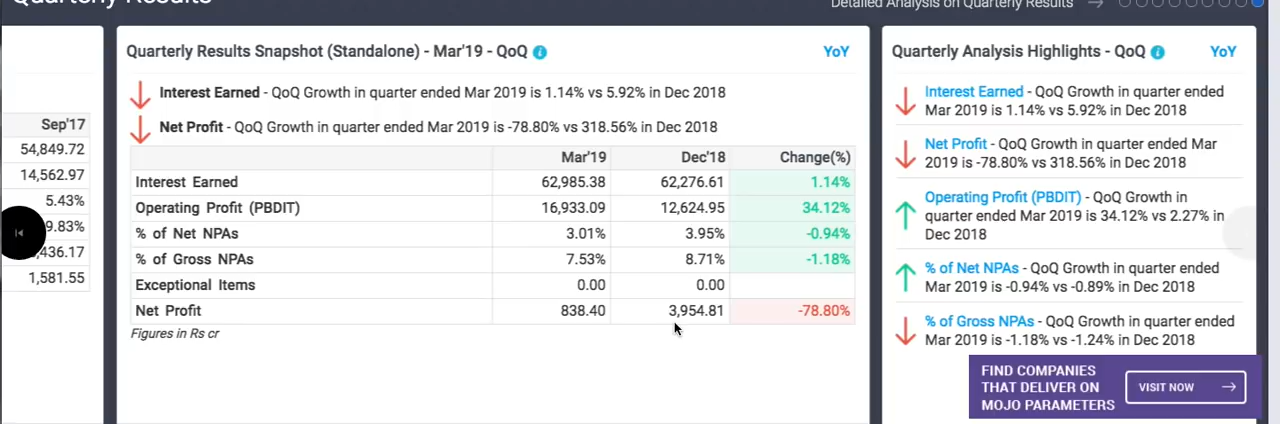 Quarterly Results
Detailed Analysis on Quarterly Results →
Sep'17
54,849.72
14,562.97
5.43%
9.83%
,436.17
1,581.55
Quarterly Results Snapshot (Standalone) - Mar'19 - QoQ
YoY
Interest Earned - QoQ Growth in quarter ended Mar 2019 is 1.14% vs 5.92% in Dec 2018
Net Profit - QoQ Growth in quarter ended Mar 2019 is -78.80% vs 318.56% in Dec 2018
Mar'19 Dec'18 Change(%)
Interest Earned 62,985.38 62,276.61 1.14%
Operating Profit (PBDIT) 16,933.09 12,624.95 34.12%
% of Net NPAs 3.01% 3.95% -0.94%
% of Gross NPAs 7.53% 8.71% -1.18%
Exceptional Items 0.00 0.00
Net Profit 838.40 3,954.81 -78.80%
Figures in Rs cr
Quarterly Analysis Highlights - QoQ
YoY
Interest Earned - QoQ Growth in quarter ended
Mar 2019 is 1.14% vs 5.92% in Dec 2018
Net Profit - QoQ Growth in quarter ended Mar
2019 is -78.80% vs 318.56% in Dec 2018
Operating Profit (PBDIT) - QoQ Growth in
quarter ended Mar 2019 is 34.12% vs 2.27% in
Dec 2018
% of Net NPAs - QoQ Growth in quarter ended
Mar 2019 is -0.94% vs -0.89% in Dec 2018
% of Gross NPAs - QoQ Growth in quarter ended
Mar 2019 is -1.18% vs -1.24% in Dec 2018
FIND COMPANIES
THAT DELIVER ON
MOJO PARAMETERS
VISIT NOW →